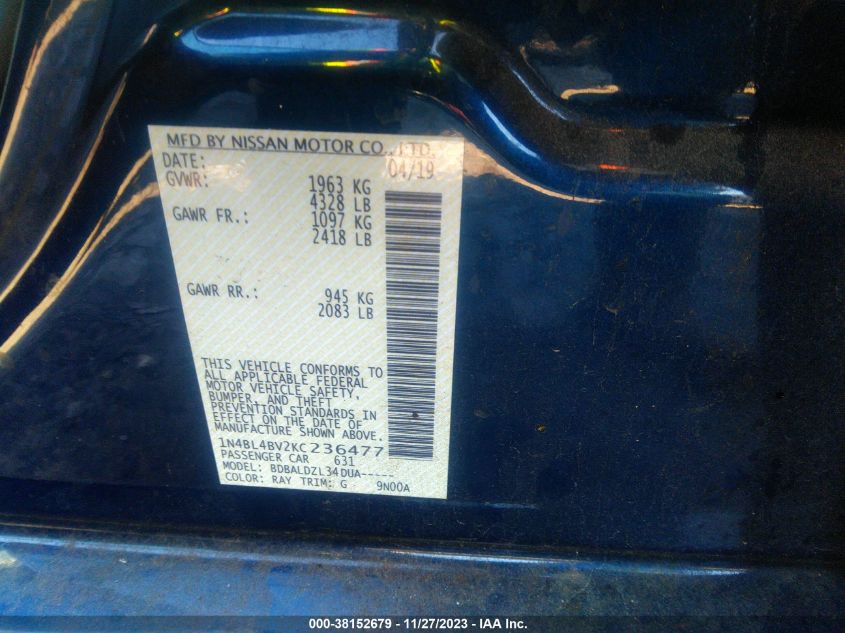 MFD BY NISSAN MOTOR CO., LTD.
DATE: 04/19
GVWR: 1963 KG
4328 LB
GAWR FR.: 1097 KG
2418 LB
GAWR RR.: 945 KG
2083 LB
THIS VEHICLE CONFORMS TO
ALL APPLICABLE FEDERAL
MOTOR VEHICLE SAFETY,
BUMPER, AND THEFT
PREVENTION STANDARDS IN
EFFECT ON THE DATE OF
MANUFACTURE SHOWN ABOVE.
1N4BL4BV2KC236477
PASSENGER CAR 631
MODEL: BDBALDZL34DUA-----
COLOR: RAY TRIM: G 9N00A
000-38152679 - 11/27/2023 - IAA Inc.